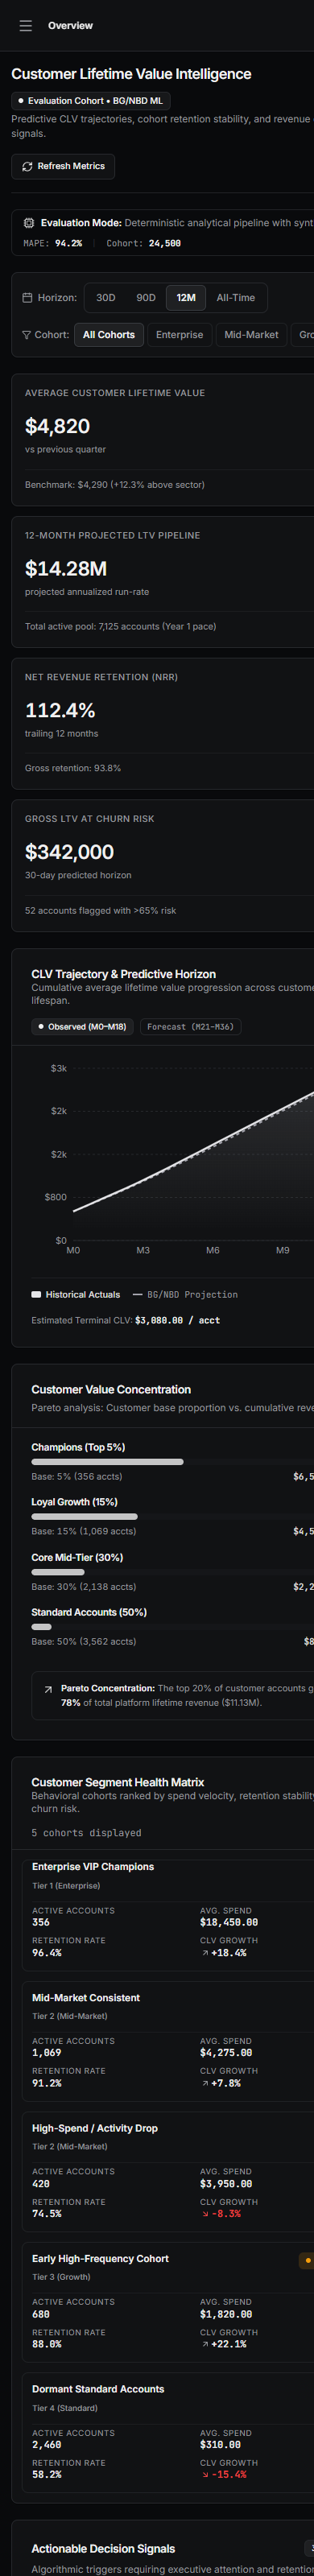 Overview
Customer Lifetime Value Intelligence
Evaluation Cohort • BG/NBD ML
Predictive CLV trajectories, cohort retention stability, and revenue
signals.
Refresh Metrics
Evaluation Mode: Deterministic analytical pipeline with synt
MAPE: 94.2% | Cohort: 24,500
Horizon: 30D 90D 12M All-Time
Cohort: All Cohorts Enterprise Mid-Market Gro
AVERAGE CUSTOMER LIFETIME VALUE
$4,820
vs previous quarter
Benchmark: $4,290 (+12.3% above sector)
12-MONTH PROJECTED LTV PIPELINE
$14.28M
projected annualized run-rate
Total active pool: 7,125 accounts (Year 1 pace)
NET REVENUE RETENTION (NRR)
112.4%
trailing 12 months
Gross retention: 93.8%
GROSS LTV AT CHURN RISK
$342,000
30-day predicted horizon
52 accounts flagged with >65% risk
CLV Trajectory & Predictive Horizon
Cumulative average lifetime value progression across custome
lifespan.
Observed (M0–M18) Forecast (M21–M36)
$3k
$2k
$2k
$800
$0
M0 M3 M6 M9
Historical Actuals BG/NBD Projection
Estimated Terminal CLV: $3,080.00 / acct
Customer Value Concentration
Pareto analysis: Customer base proportion vs. cumulative reve
Champions (Top 5%)
Base: 5% (356 accts) $6,5
Loyal Growth (15%)
Base: 15% (1,069 accts) $4,5
Core Mid-Tier (30%)
Base: 30% (2,138 accts) $2,2
Standard Accounts (50%)
Base: 50% (3,562 accts) $8
Pareto Concentration: The top 20% of customer accounts g
78% of total platform lifetime revenue ($11.13M).
Customer Segment Health Matrix
Behavioral cohorts ranked by spend velocity, retention stability
churn risk.
5 cohorts displayed
Enterprise VIP Champions
Tier 1 (Enterprise)
ACTIVE ACCOUNTS AVG. SPEND
356 $18,450.00
RETENTION RATE CLV GROWTH
96.4% +18.4%
Mid-Market Consistent
Tier 2 (Mid-Market)
ACTIVE ACCOUNTS AVG. SPEND
1,069 $4,275.00
RETENTION RATE CLV GROWTH
91.2% +7.8%
High-Spend / Activity Drop
Tier 2 (Mid-Market)
ACTIVE ACCOUNTS AVG. SPEND
420 $3,950.00
RETENTION RATE CLV GROWTH
74.5% -8.3%
Early High-Frequency Cohort
Tier 3 (Growth)
ACTIVE ACCOUNTS AVG. SPEND
680 $1,820.00
RETENTION RATE CLV GROWTH
88.0% +22.1%
Dormant Standard Accounts
Tier 4 (Standard)
ACTIVE ACCOUNTS AVG. SPEND
2,460 $310.00
RETENTION RATE CLV GROWTH
58.2% -15.4%
Actionable Decision Signals
Algorithmic triggers requiring executive attention and retention